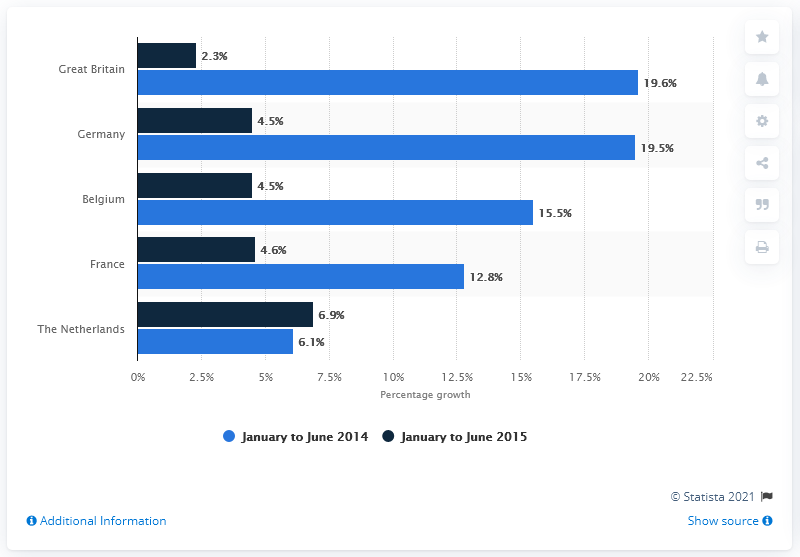 Great Britain
2.3%
19.6%
Germany
4.5%
19.5%
Belgium
4.5%
15.5%
France
4.6%
12.8%
The Netherlands
6.9%
6.1%
0% 2.5% 5% 7.5% 10% 12.5% 15% 17.5% 20% 22.5%
Percentage growth
January to June 2014 January to June 2015
© Statista 2021
Additional Information Show source